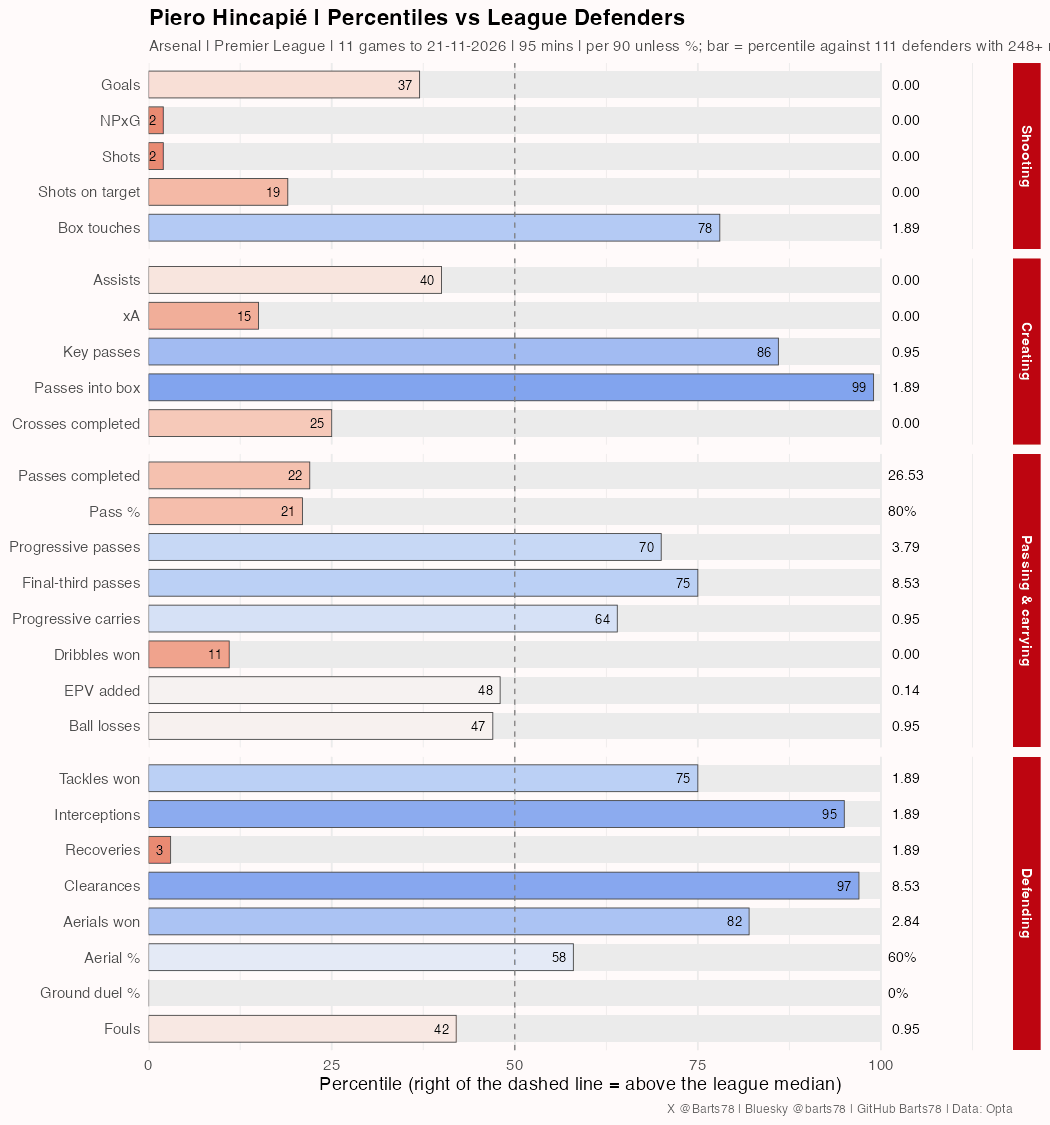 Piero Hincapié | Percentiles vs League Defenders
Arsenal | Premier League | 11 games to 21-11-2026 | 95 mins | per 90 unless %; bar = percentile against 111 defenders with 248+
Goals 37 0.00
NPxG 2 0.00
Shots 2 0.00
Shots on target 19 0.00
Box touches 78 1.89
Shooting
Assists 40 0.00
xA 15 0.00
Key passes 86 0.95
Passes into box 99 1.89
Crosses completed 25 0.00
Creating
Passes completed 22 26.53
Pass % 21 80%
Progressive passes 70 3.79
Final-third passes 75 8.53
Progressive carries 64 0.95
Dribbles won 11 0.00
EPV added 48 0.14
Ball losses 47 0.95
Passing & carrying
Tackles won 75 1.89
Interceptions 95 1.89
Recoveries 3 1.89
Clearances 97 8.53
Aerials won 82 2.84
Aerial % 58 60%
Ground duel % 0%
Fouls 42 0.95
Defending
0 25 50 75 100
Percentile (right of the dashed line = above the league median)
X @Barts78 | Bluesky @barts78 | GitHub Barts78 | Data: Opta